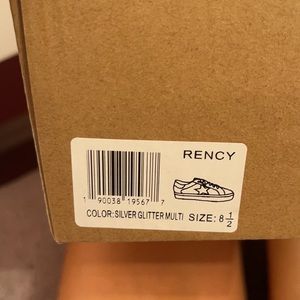 RENCY
1 90038 19567 7
COLOR: SILVER GLITTER MULTI SIZE: 8 1/2